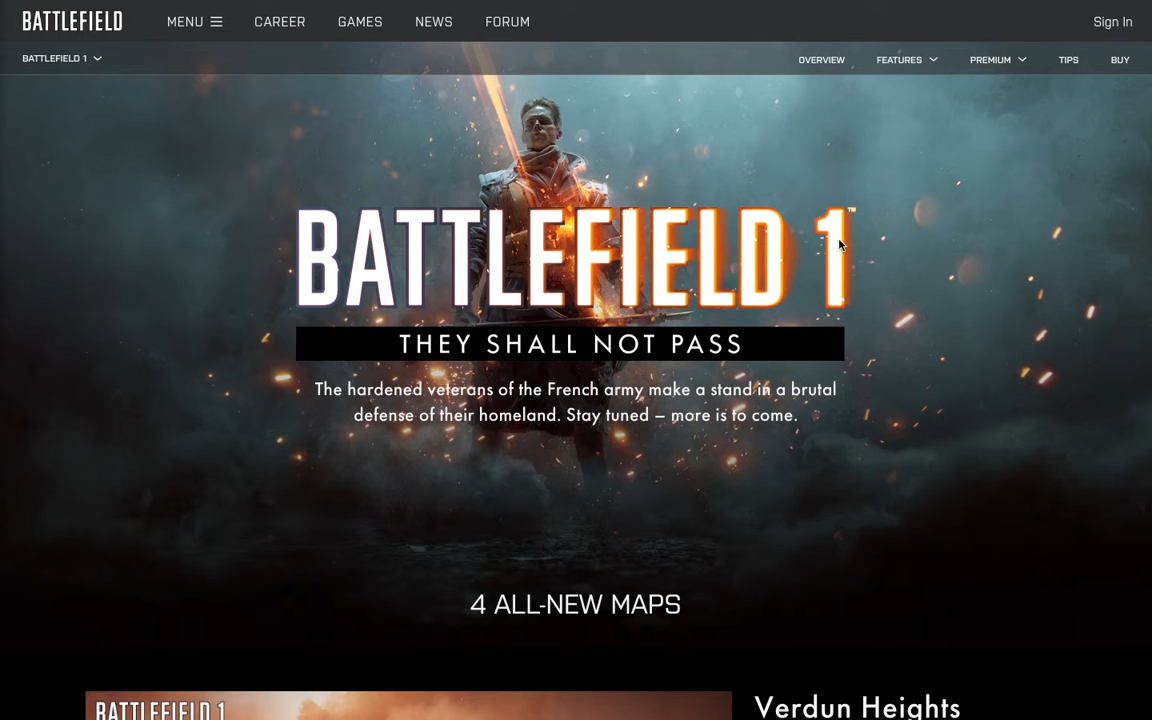 BATTLEFIELD MENU CAREER GAMES NEWS FORUM Sign In
BATTLEFIELD 1 OVERVIEW FEATURES PREMIUM TIPS BUY
BATTLEFIELD 1™
THEY SHALL NOT PASS
The hardened veterans of the French army make a stand in a brutal
defense of their homeland. Stay tuned – more is to come.
4 ALL-NEW MAPS
BATTLEFIELD 1
Verdun Heights